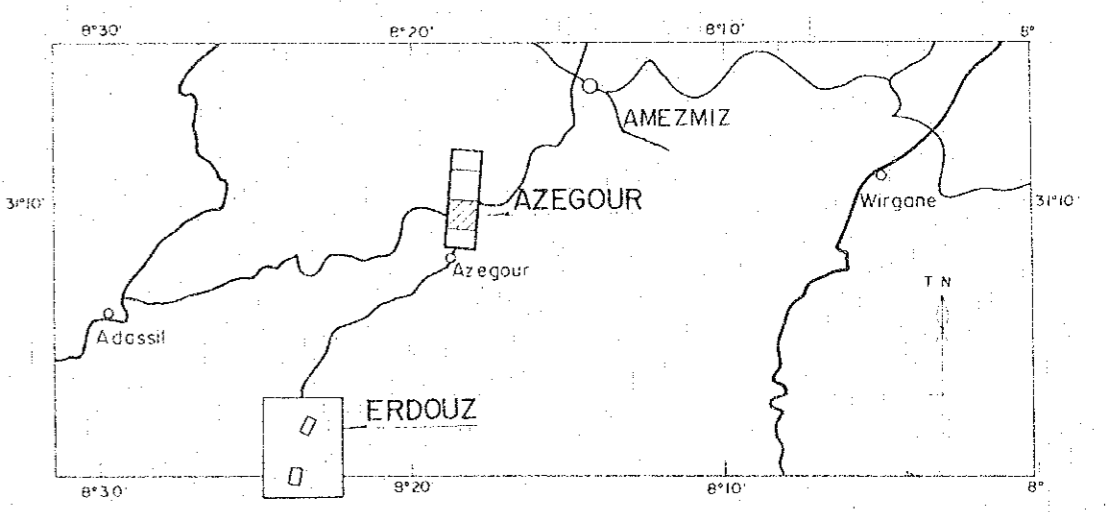 8°30'
8°20'
8°10'
8°
AMEZMIZ
31°10'
AZEGOUR
Wirgane
31°10'
Azegour
T N
Adassil
ERDOUZ
8°30'
8°20'
8°10'
8°